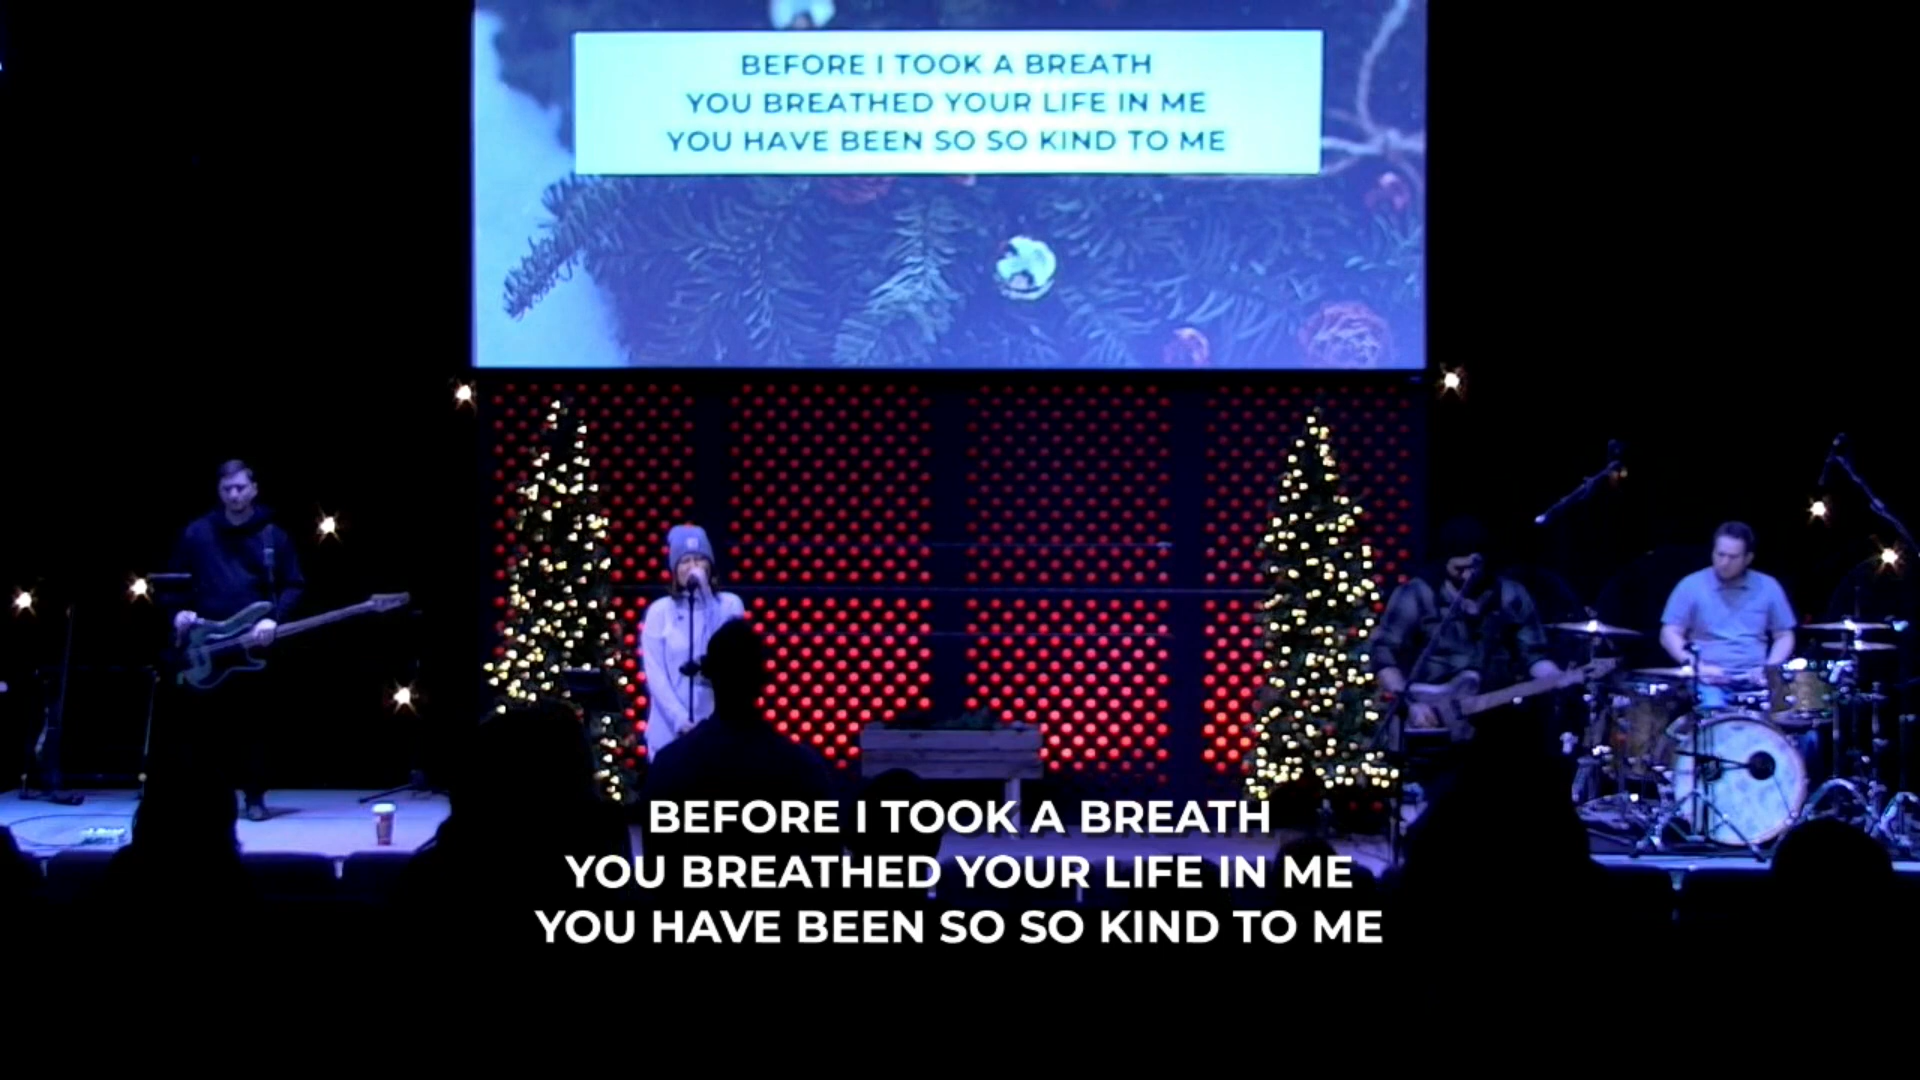 BEFORE I TOOK A BREATH
YOU BREATHED YOUR LIFE IN ME
YOU HAVE BEEN SO SO KIND TO ME
BEFORE I TOOK A BREATH
YOU BREATHED YOUR LIFE IN ME
YOU HAVE BEEN SO SO KIND TO ME